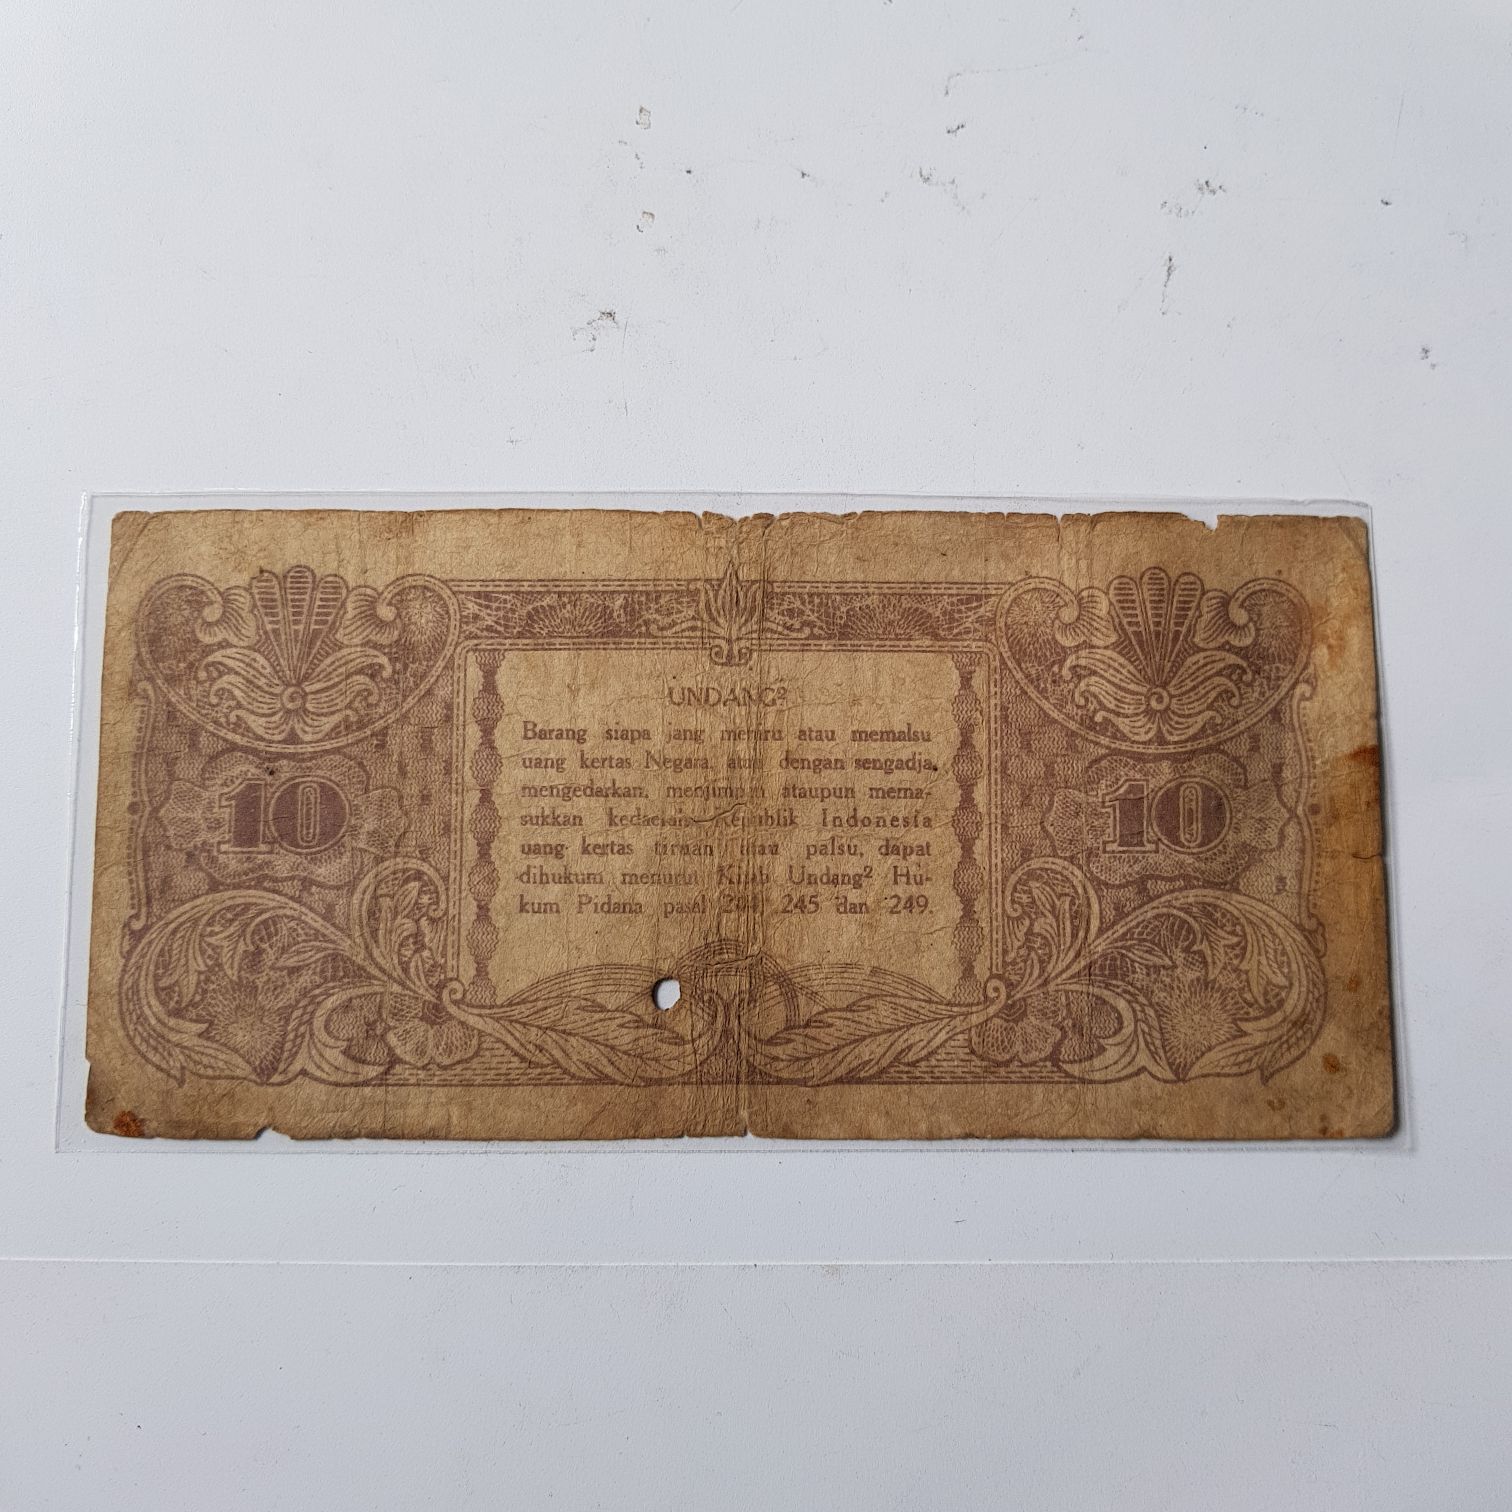 UNDANG²
Barang siapa jang meniru atau memalsu
uang kertas Negara, atau dengan sengadja
mengedarkan, menjimpan ataupun mema-
sukkan kedaerah Republik Indonesia
uang kertas tiruan atau palsu, dapat
dihukum menurut Kitab Undang² Hu-
kum Pidana pasal 244 245 dan 249.
10
10